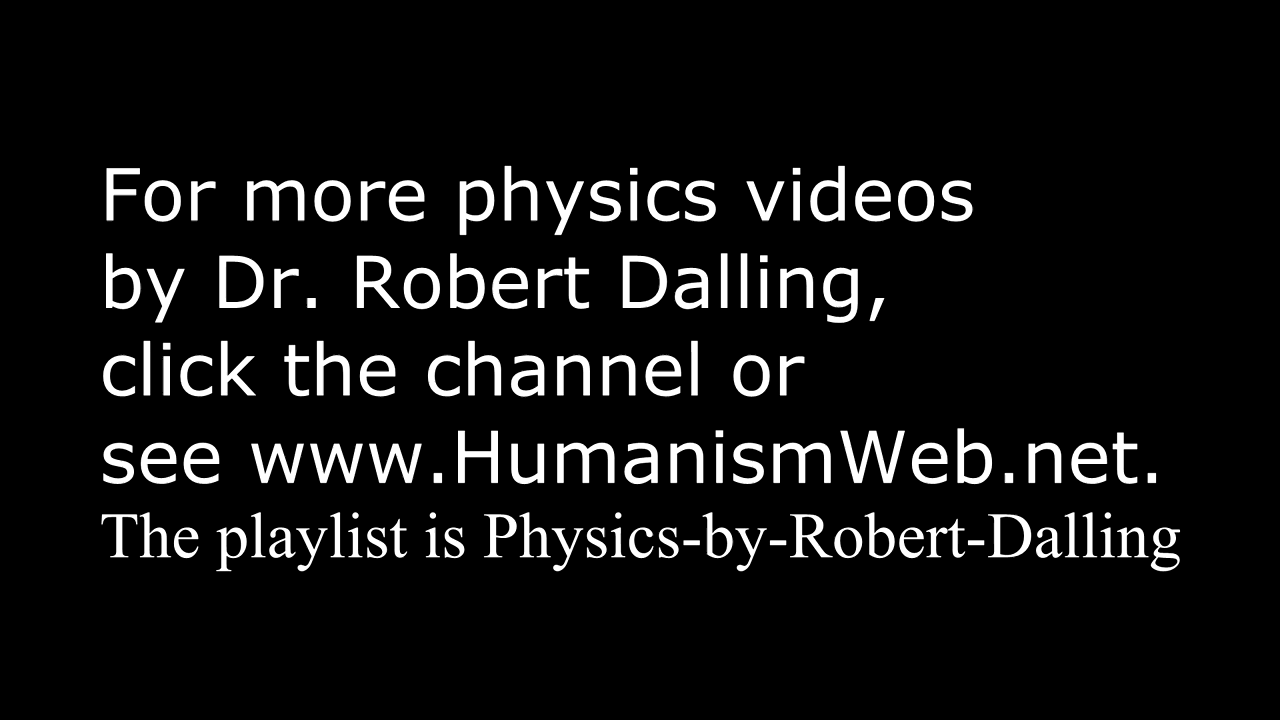 For more physics videos
by Dr. Robert Dalling,
click the channel or
see www.HumanismWeb.net.
The playlist is Physics-by-Robert-Dalling